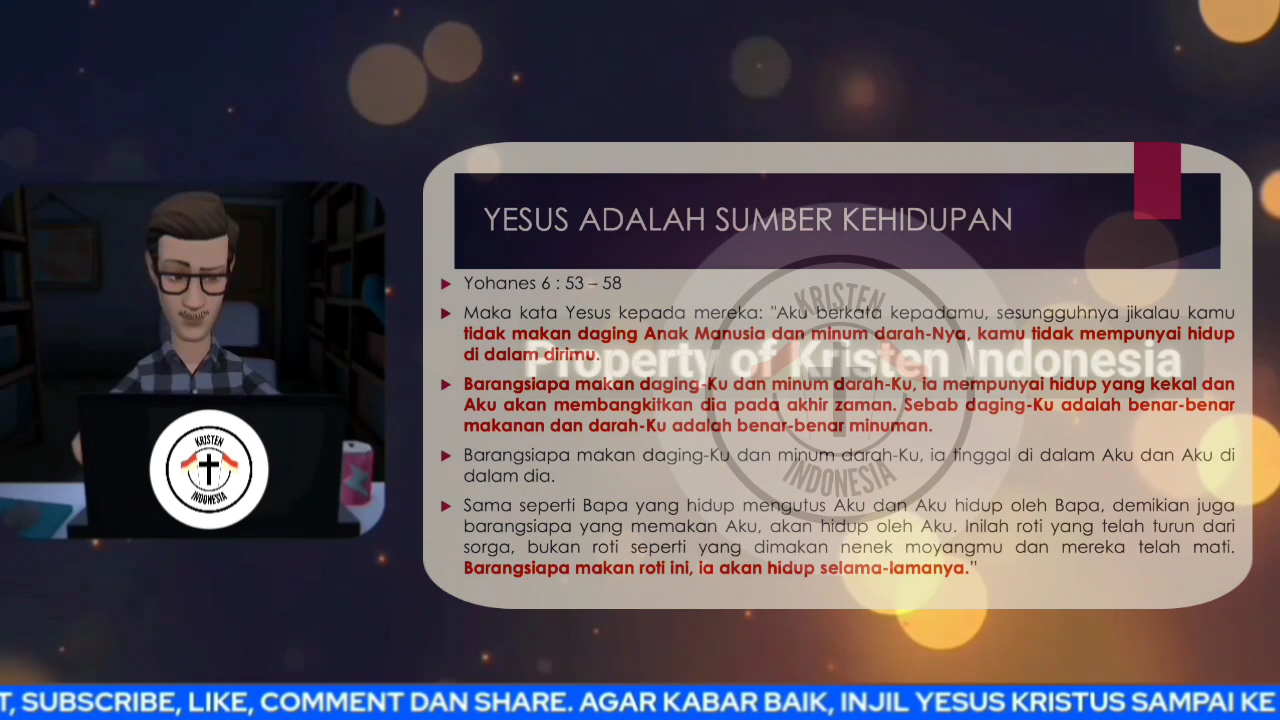 YESUS ADALAH SUMBER KEHIDUPAN
Yohanes 6 : 53 – 58
Maka kata Yesus kepada mereka: "Aku berkata kepadamu, sesungguhnya jikalau kamu
tidak makan daging Anak Manusia dan minum darah-Nya, kamu tidak mempunyai hidup
di dalam dirimu.
Barangsiapa makan daging-Ku dan minum darah-Ku, ia mempunyai hidup yang kekal dan
Aku akan membangkitkan dia pada akhir zaman. Sebab daging-Ku adalah benar-benar
makanan dan darah-Ku adalah benar-benar minuman.
Barangsiapa makan daging-Ku dan minum darah-Ku, ia tinggal di dalam Aku dan Aku di
dalam dia.
Sama seperti Bapa yang hidup mengutus Aku dan Aku hidup oleh Bapa, demikian juga
barangsiapa yang memakan Aku, akan hidup oleh Aku. Inilah roti yang telah turun dari
sorga, bukan roti seperti yang dimakan nenek moyangmu dan mereka telah mati.
Barangsiapa makan roti ini, ia akan hidup selama-lamanya."
Property of Kristen Indonesia
KRISTEN
INDONESIA
KRISTEN
INDONESIA
T, SUBSCRIBE, LIKE, COMMENT DAN SHARE. AGAR KABAR BAIK, INJIL YESUS KRISTUS SAMPAI KE